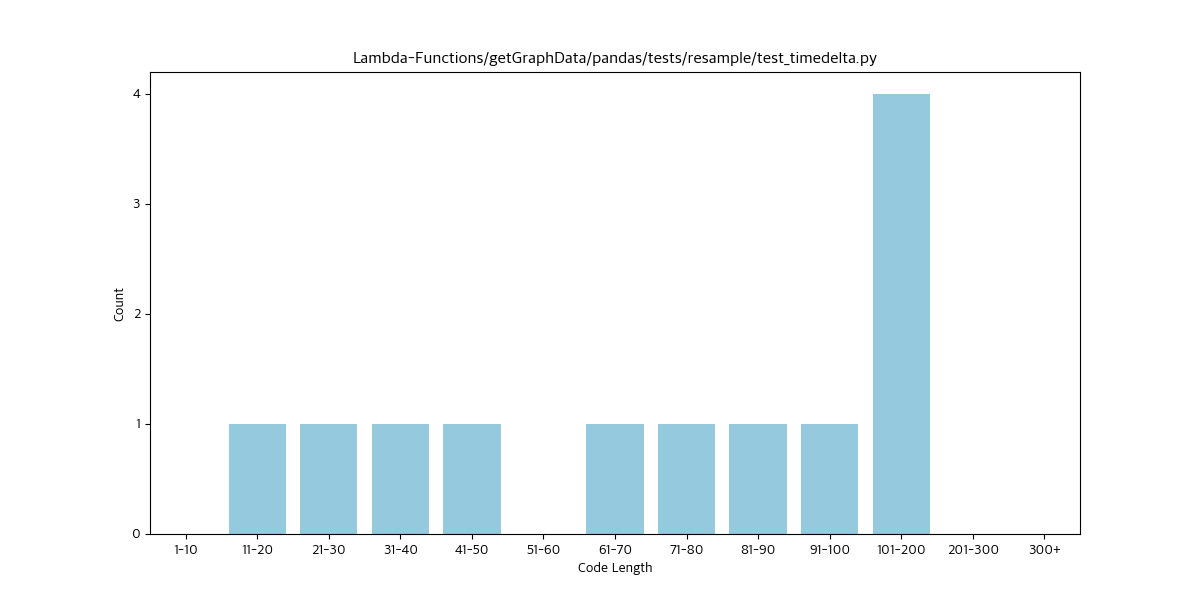 Lambda-Functions/getGraphData/pandas/tests/resample/test_timedelta.py
4
3
2
1
0
Count
1-10 11-20 21-30 31-40 41-50 51-60 61-70 71-80 81-90 91-100 101-200 201-300 300+
Code Length